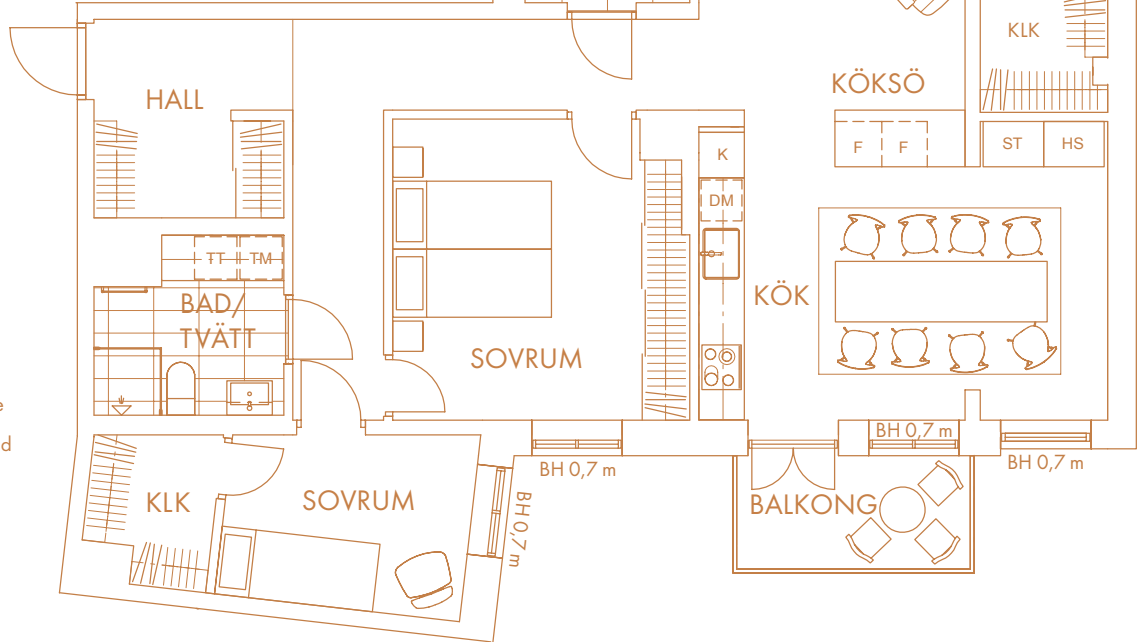 KLK
KÖKSÖ
HALL
F
F
ST
HS
K
DM
TT
TM
KÖK
BAD/
TVÄTT
SOVRUM
e
d
BH 0,7 m
BH 0,7 m
BH 0,7 m
KLK
SOVRUM
BH 0,7 m
BALKONG